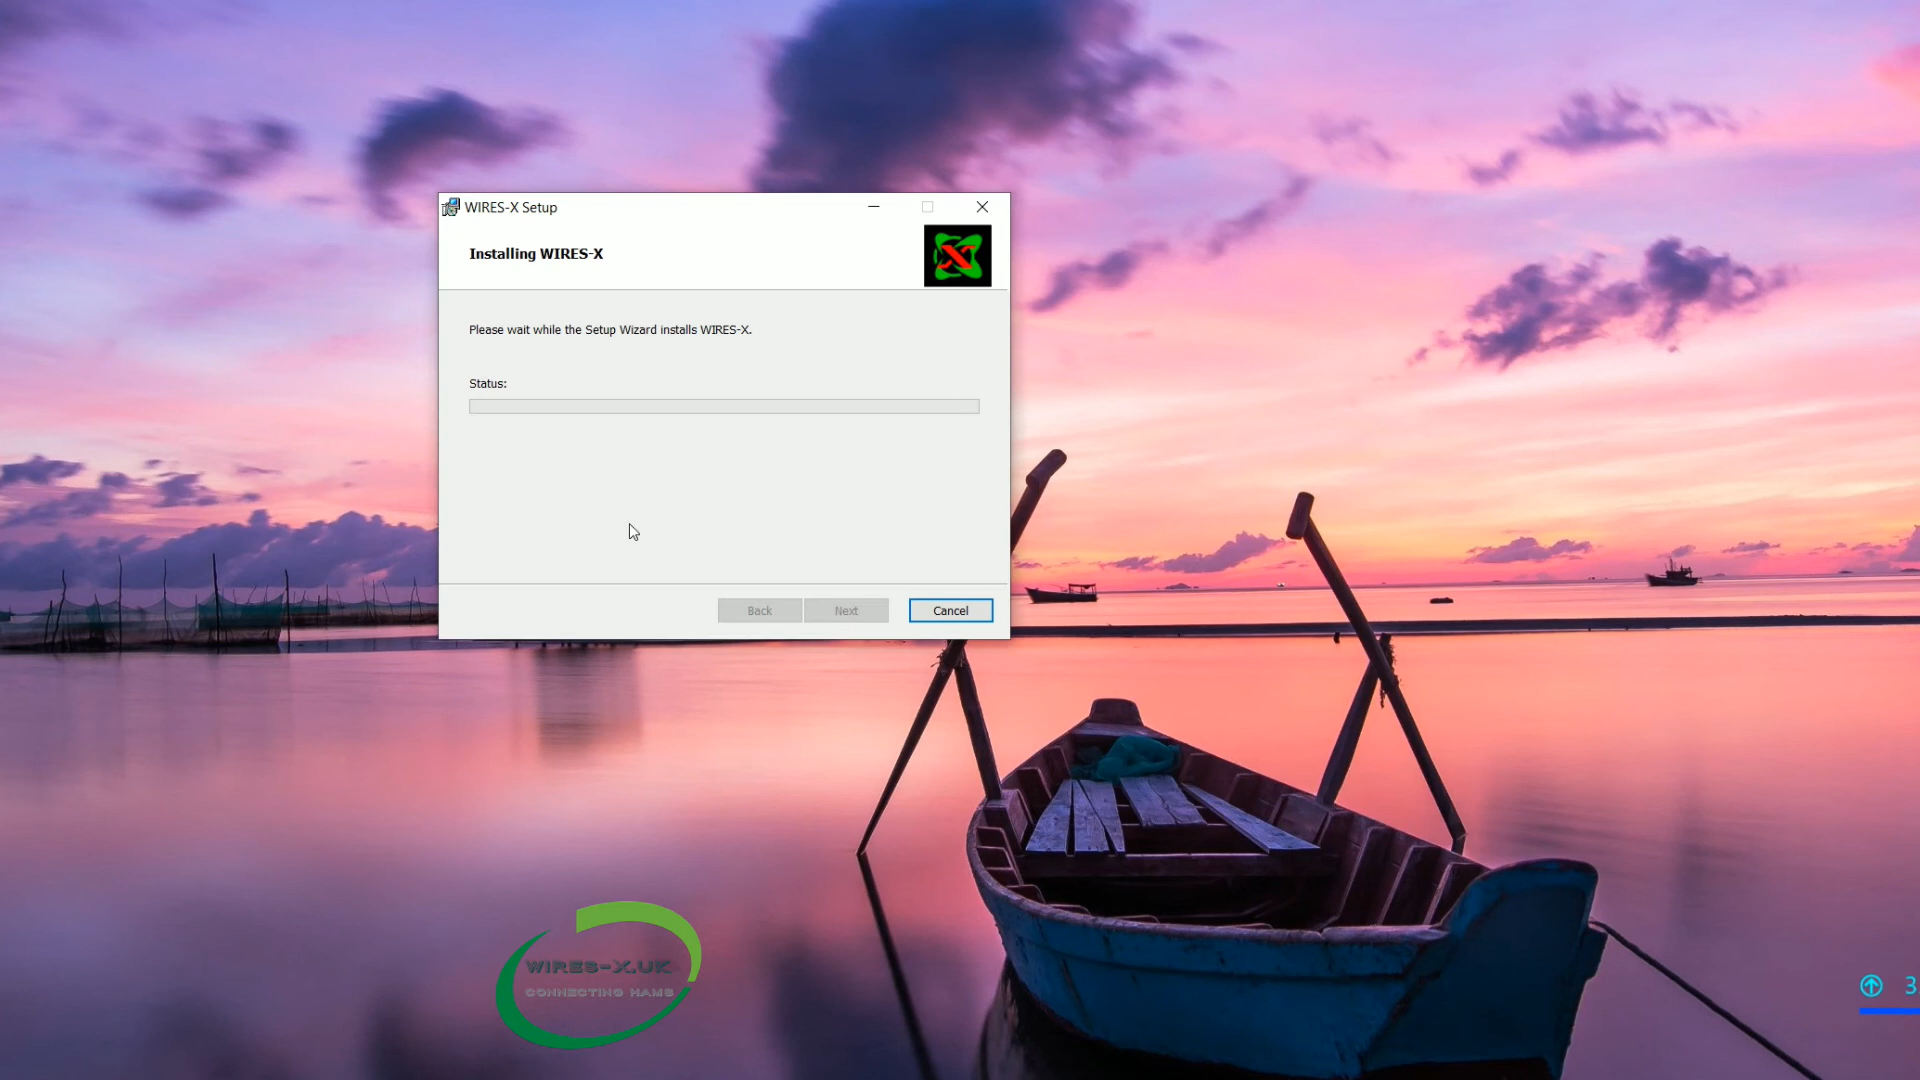 WIRES-X Setup
Installing WIRES-X
Please wait while the Setup Wizard installs WIRES-X.
Status:
Back
Next
Cancel
WIRES-X.UK
CONNECTING HAMS
3